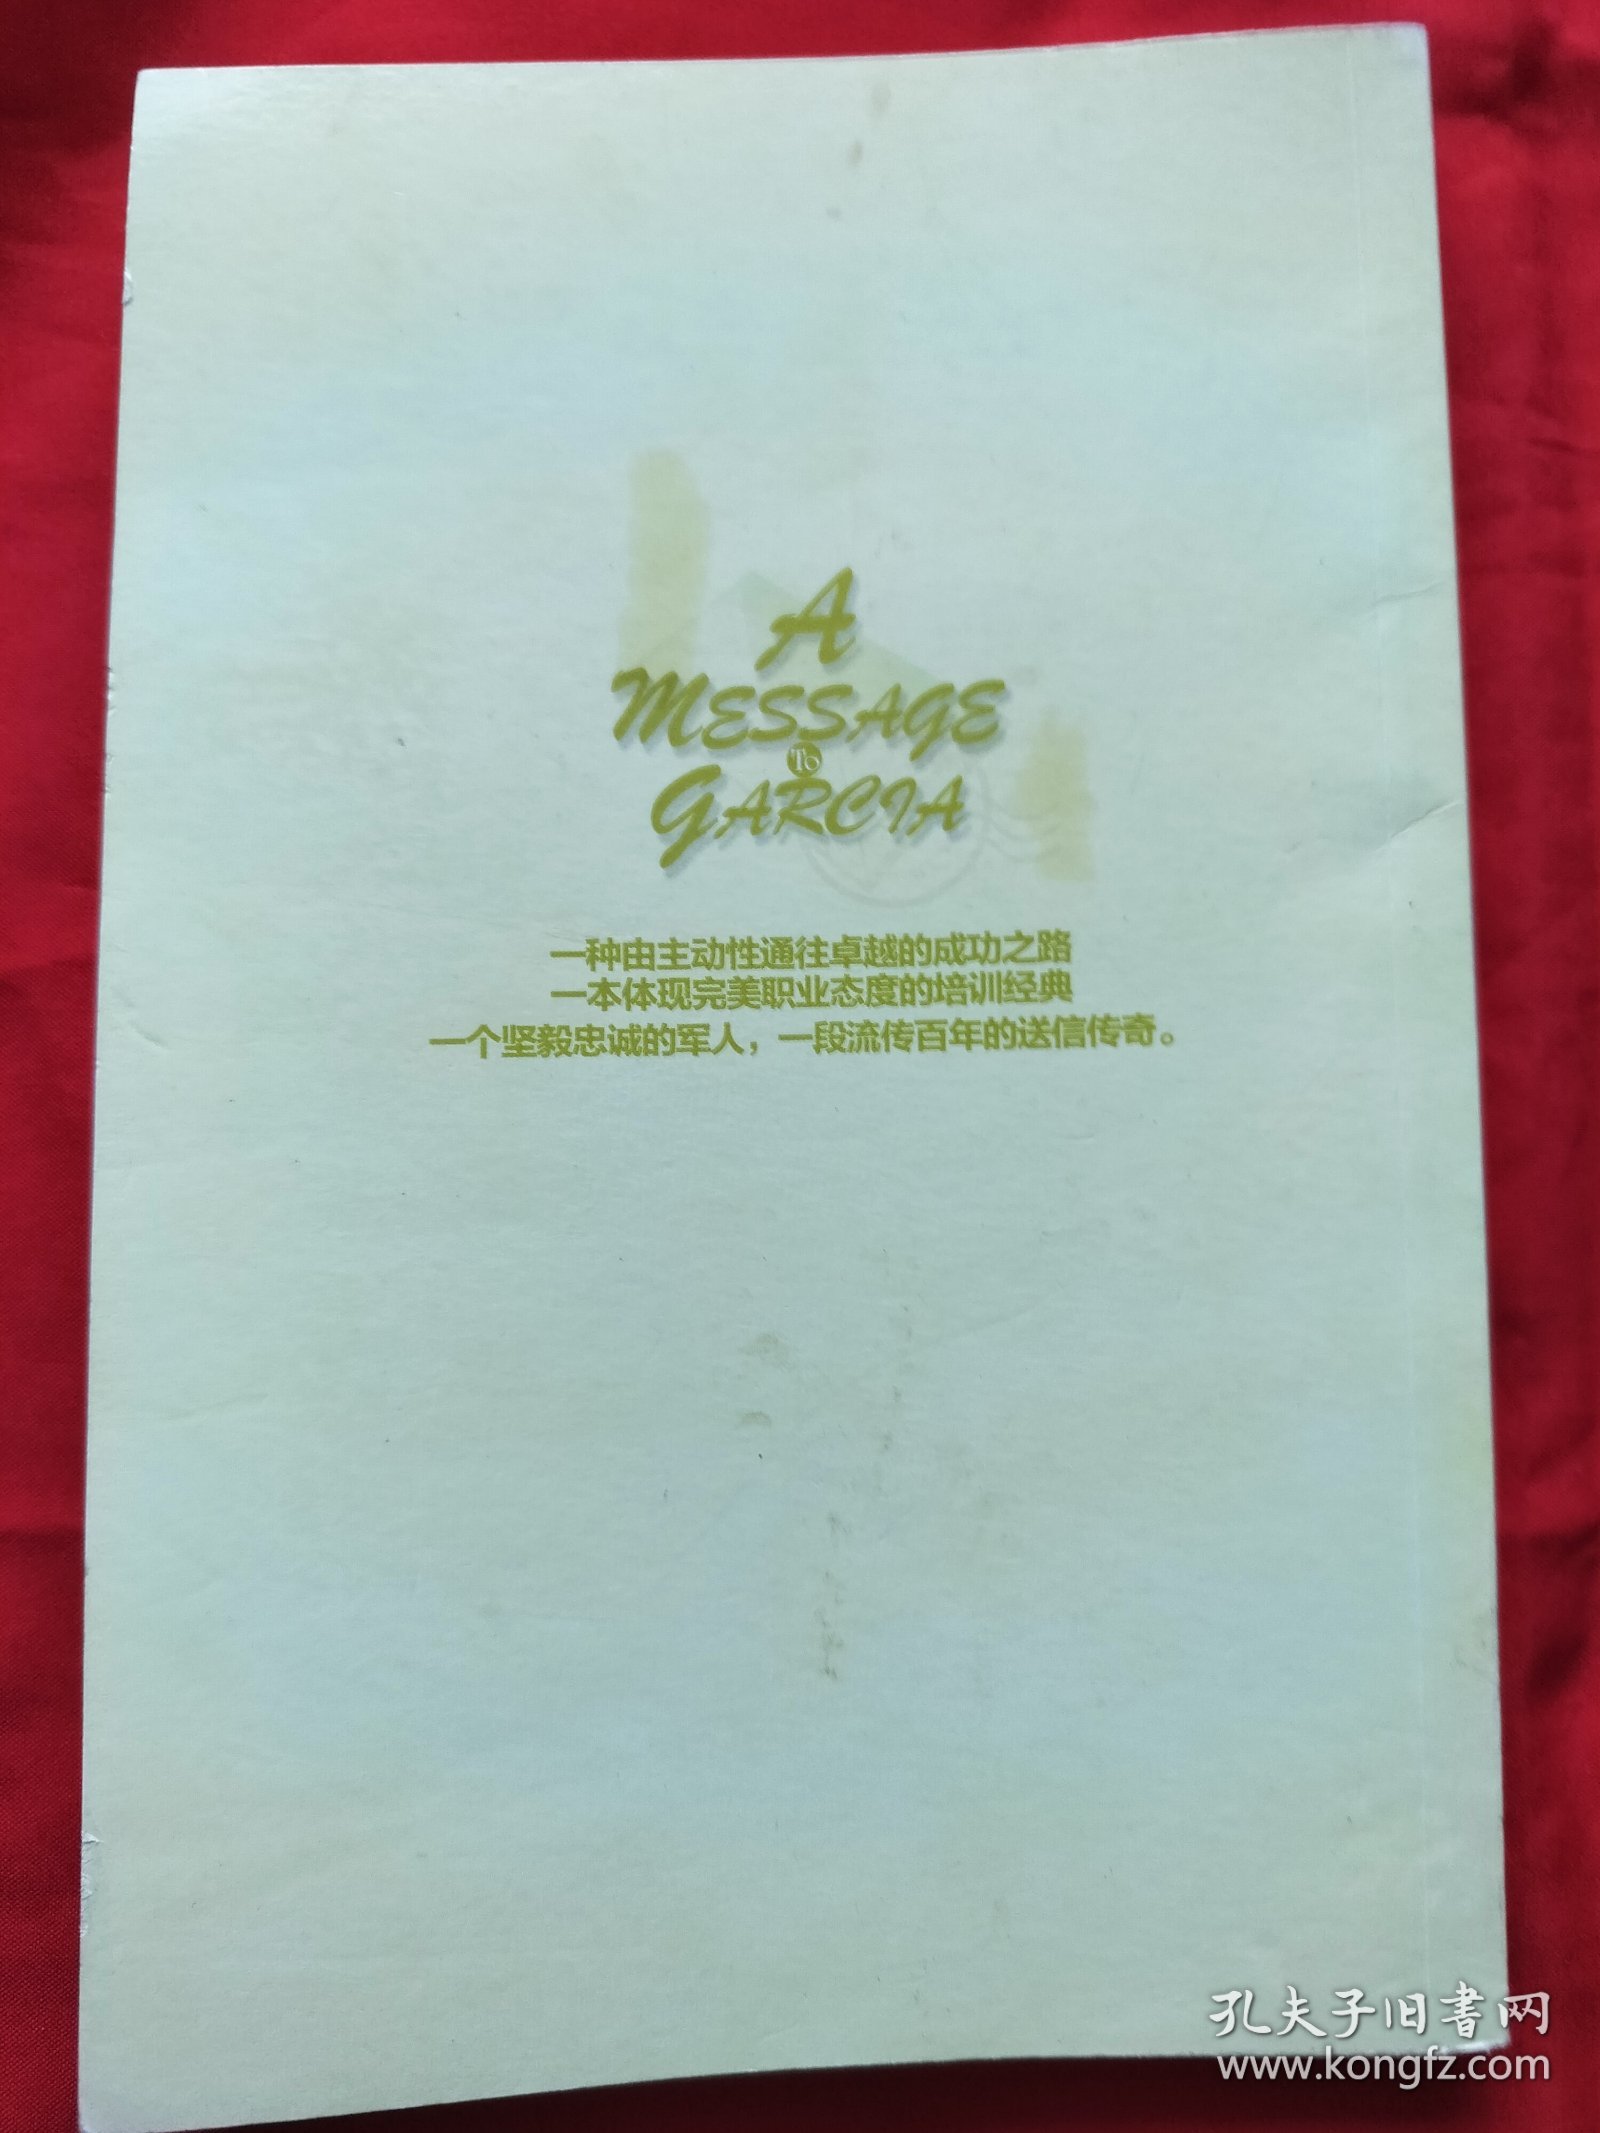 A
MESSAGE
To
GARCIA
一种由主动性通往卓越的成功之路
一本体现完美职业态度的培训经典
一个坚毅忠诚的军人，一段流传百年的送信传奇。
孔夫子旧书网
www.kongfz.com